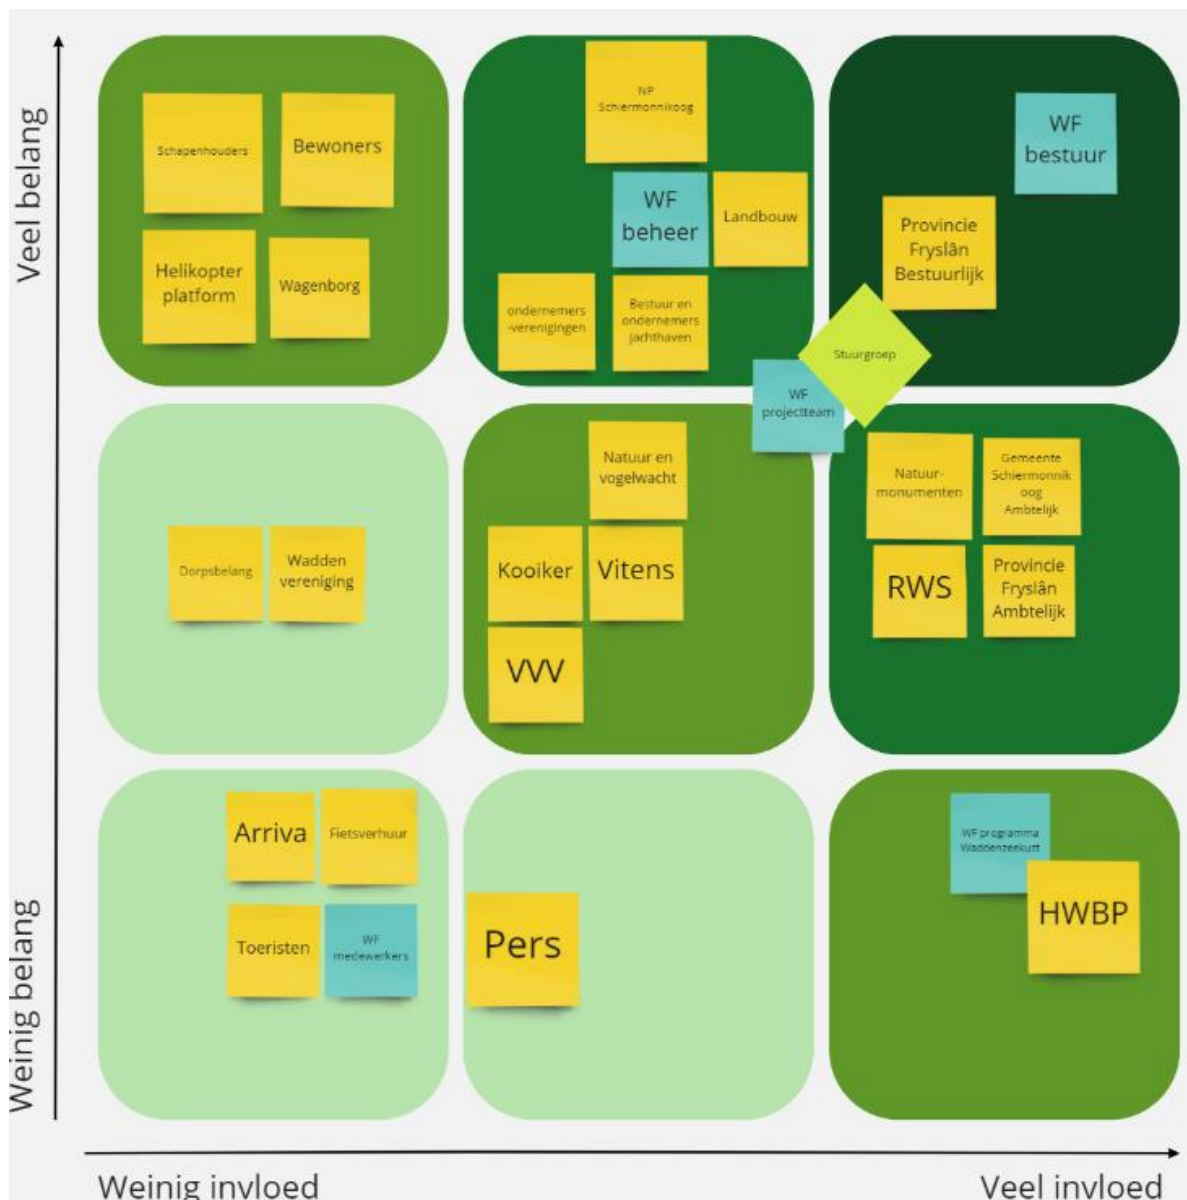 Veel belang
Schapenhouders
Bewoners
Helikopter
platform
Wagenborg
NP
Schiermonnikoog
WF
beheer
Landbouw
ondernemers
-verenigingen
Bestuur en
ondernemers
jachthaven
WF
bestuur
Provincie
Fryslân
Bestuurlijk
Stuurgroep
WF
projectteam
Dorpsbelang
Wadden
vereniging
Natuur en
vogelwacht
Kooiker
Vitens
VVV
Natuur-
monumenten
Gemeente
Schiermonnik
oog
Ambtelijk
RWS
Provincie
Fryslân
Ambtelijk
Weinig belang
Arriva
Fietsverhuur
Toeristen
WF
medewerkers
Pers
WF programma
Waddenzeekust
HWBP
Weinig invloed
Veel invloed